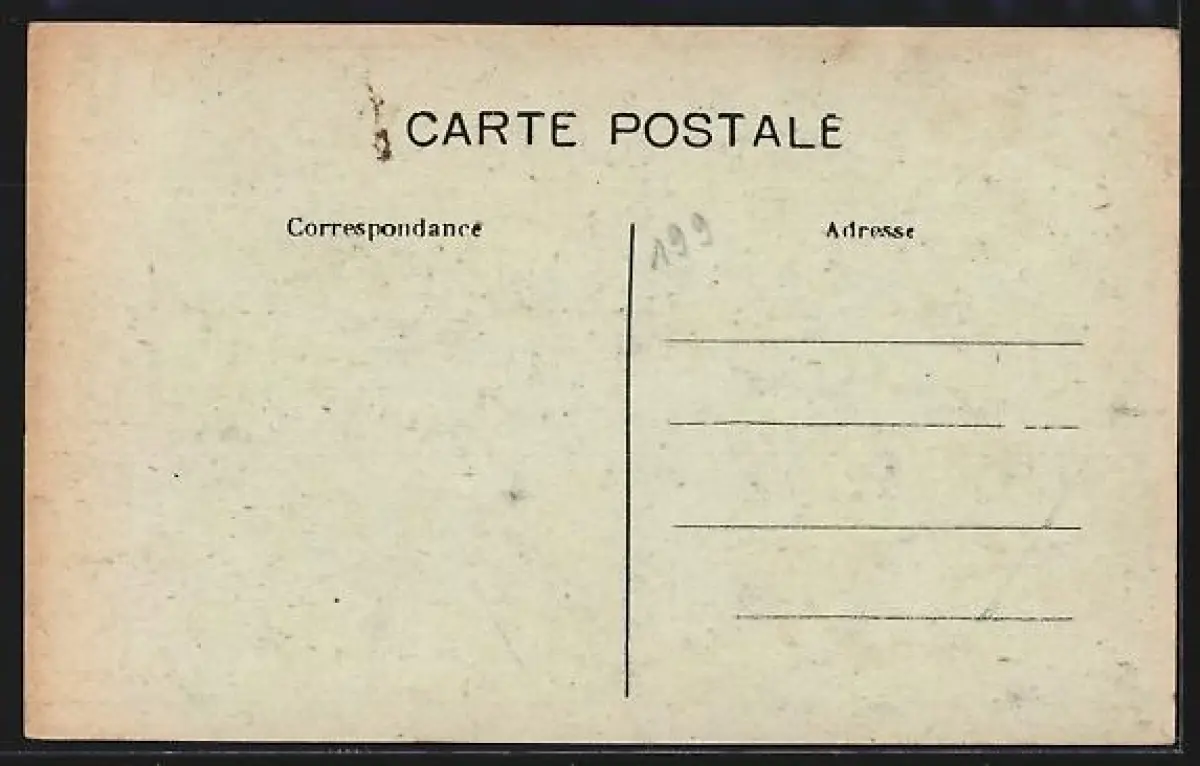 CARTE POSTALE
Correspondance
Adresse
199